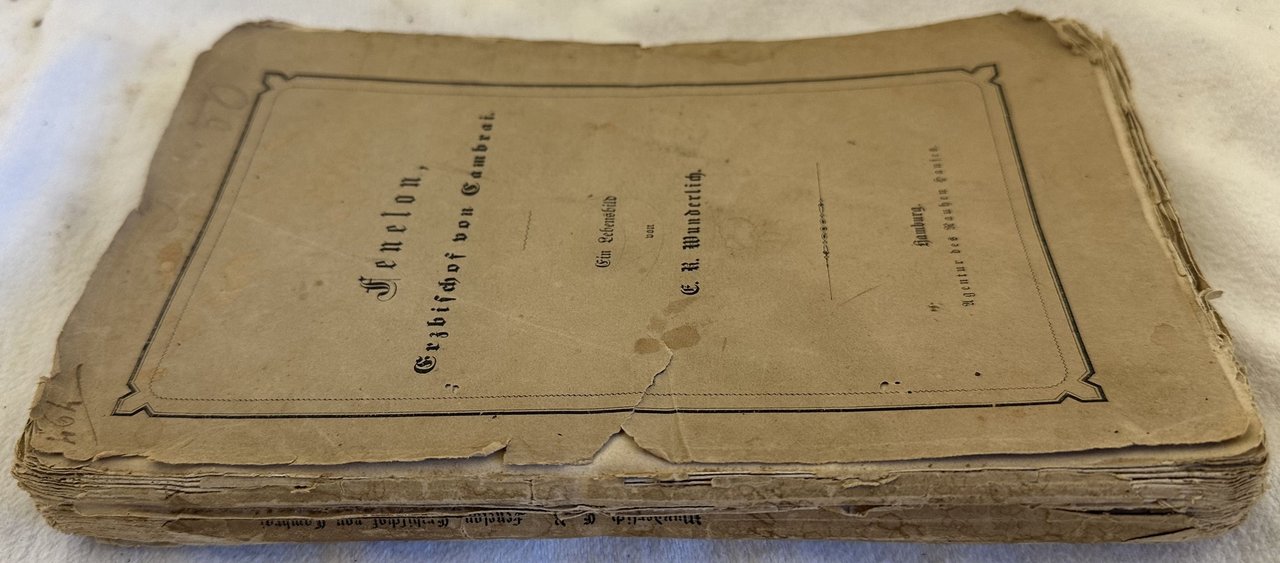 Fenelon,
Erzbischof von Cambrai.
Ein Lebensbild
von
E. R. Wunderlich.
Hamburg.
Agentur des Rauhen Hauses.
Wunderlich E. R. Fenelon Erzbischof von Cambrai